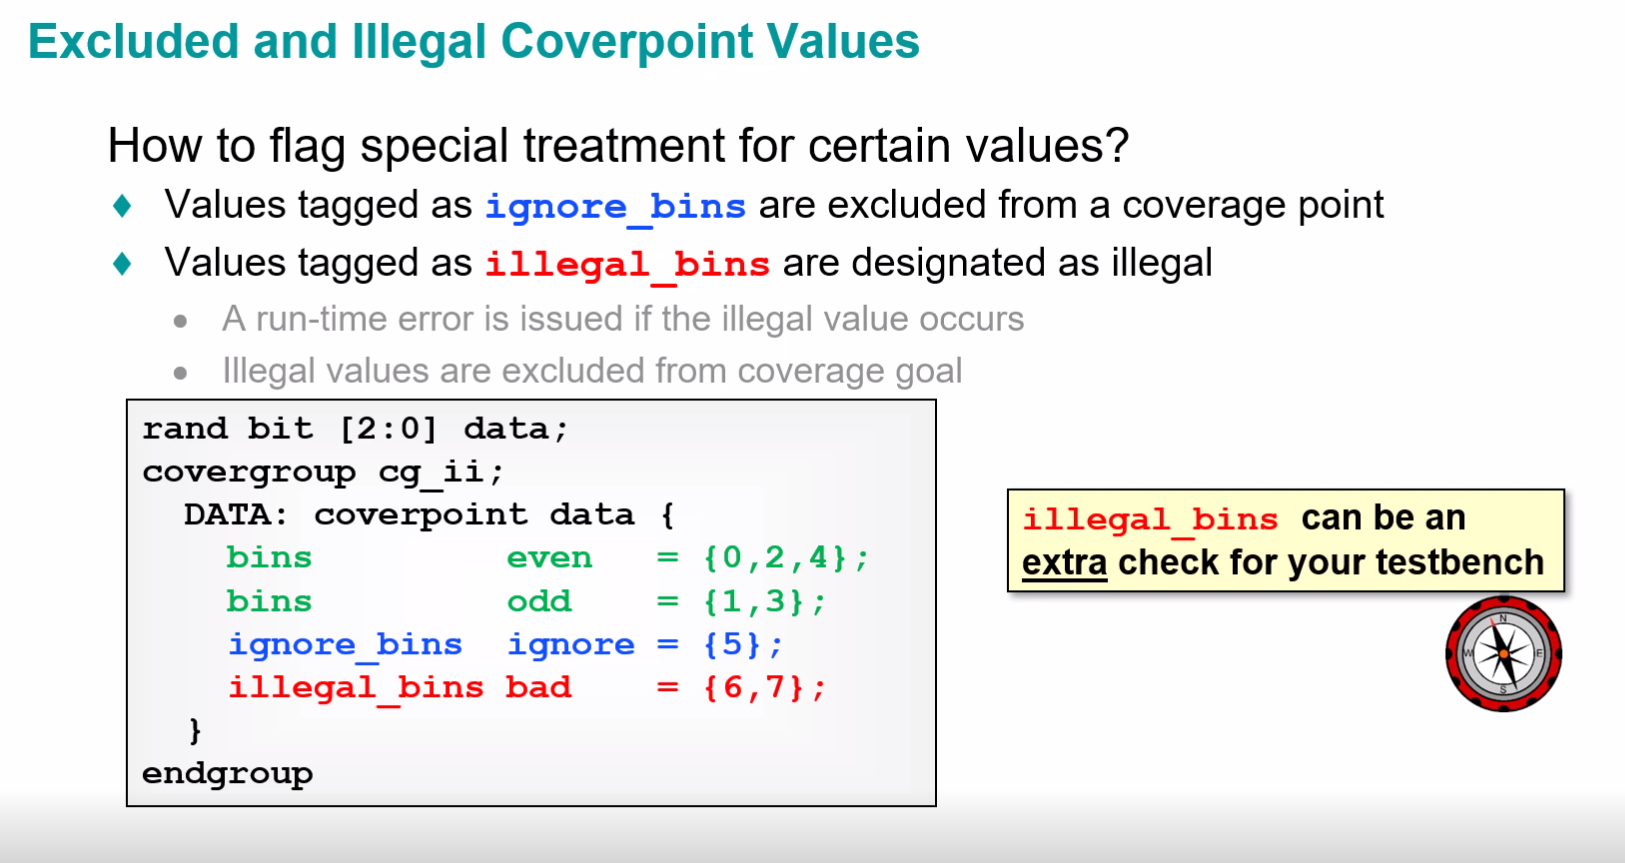 Excluded and Illegal Coverpoint Values
How to flag special treatment for certain values?
♦ Values tagged as ignore_bins are excluded from a coverage point
♦ Values tagged as illegal_bins are designated as illegal
• A run-time error is issued if the illegal value occurs
• Illegal values are excluded from coverage goal
rand bit [2:0] data;
covergroup cg_ii;
DATA: coverpoint data {
bins even = {0,2,4};
bins odd = {1,3};
ignore_bins ignore = {5};
illegal_bins bad = {6,7};
}
endgroup
illegal_bins can be an
extra check for your testbench
N
W E
S